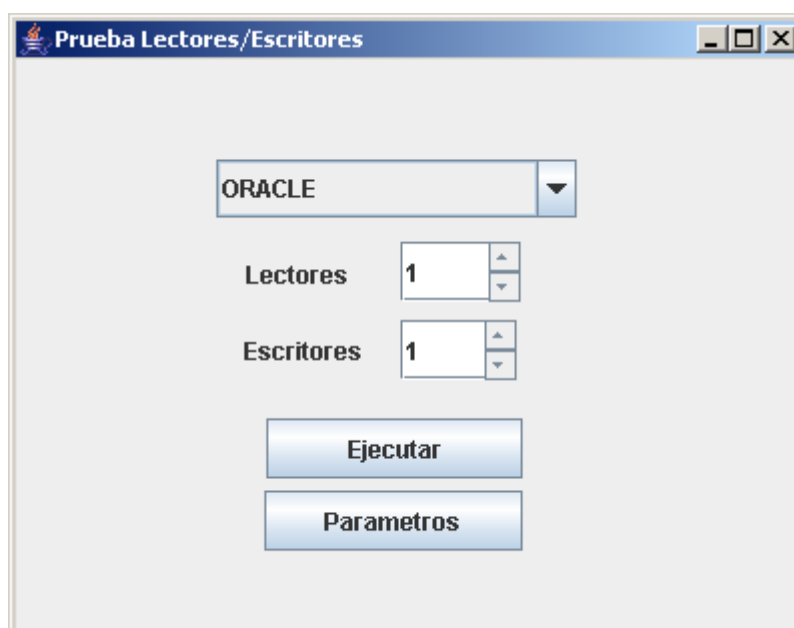 Prueba Lectores/Escritores
ORACLE
Lectores 1
Escritores 1
Ejecutar
Parametros